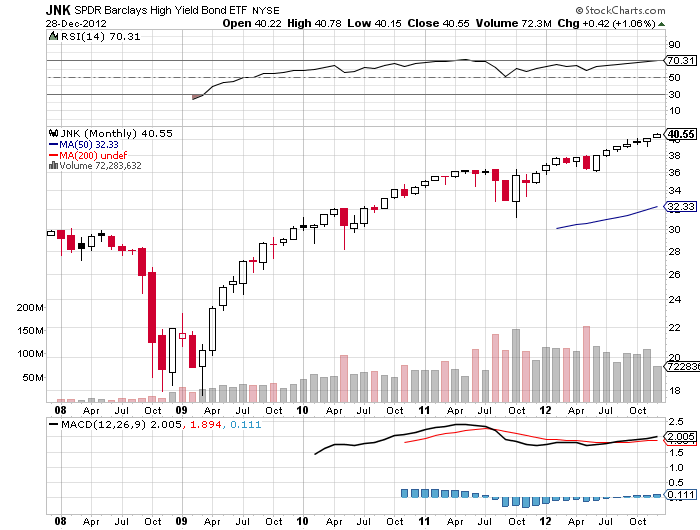 JNK SPDR Barclays High Yield Bond ETF NYSE © StockCharts.com
28-Dec-2012 Open 40.22 High 40.78 Low 40.15 Close 40.55 Volume 72.3M Chg +0.42 (+1.06%)
RSI(14) 70.31
90
70.31
50
30
10
JNK (Monthly) 40.55
MA(50) 32.33
MA(200) undef
Volume 72,283,632
40.55
38
36
34
32.33
30
28
26
24
22
20
18
200M
150M
100M
50M
722836
08 Apr Jul Oct 09 Apr Jul Oct 10 Apr Jul Oct 11 Apr Jul Oct 12 Apr Jul Oct
MACD(12,26,9) 2.005, 1.894, 0.111
2.5
2.005
1.5
1.0
0.5
0.111
08 Apr Jul Oct 09 Apr Jul Oct 10 Apr Jul Oct 11 Apr Jul Oct 12 Apr Jul Oct